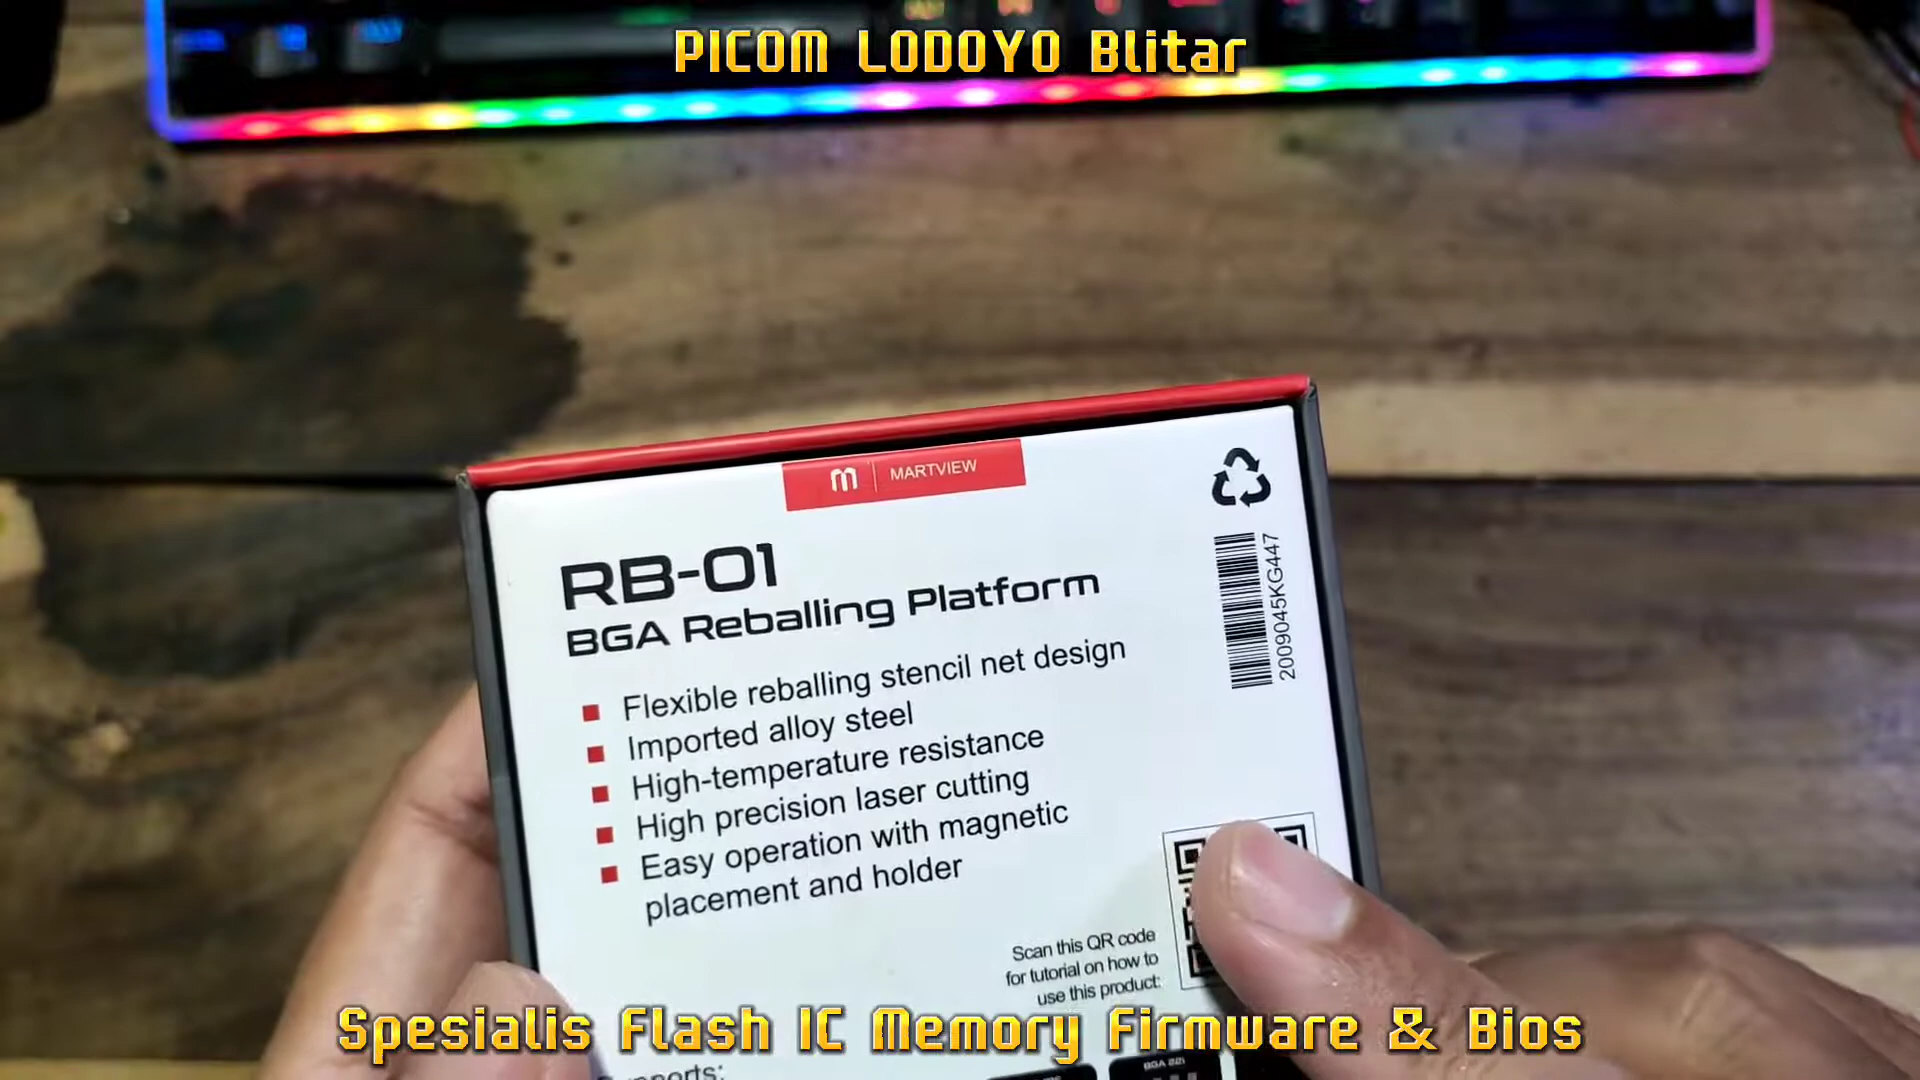 PICOM LODOYO Blitar
MARTVIEW
RB-01
BGA Reballing Platform
Flexible reballing stencil net design
Imported alloy steel
High-temperature resistance
High precision laser cutting
Easy operation with magnetic
placement and holder
2009045KG447
Scan this QR code
for tutorial on how to
use this product:
Spesialis Flash IC Memory Firmware & Bios
BGA 221